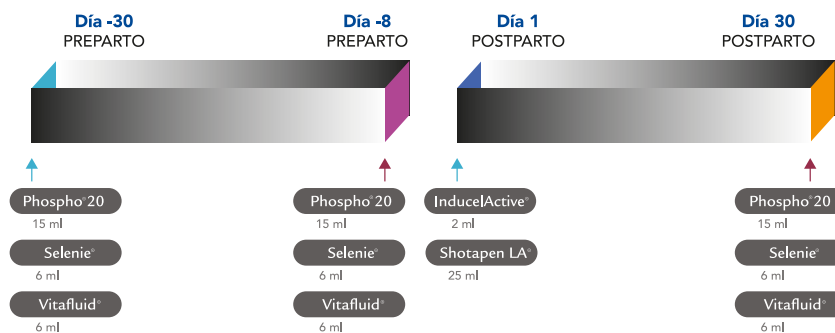 Día -30
PREPARTO
Día -8
PREPARTO
Día 1
POSTPARTO
Día 30
POSTPARTO
Phospho®20
15 ml
Selenie®
6 ml
Vitafluid®
6 ml
Phospho®20
15 ml
Selenie®
6 ml
Vitafluid®
6 ml
InducelActive®
2 ml
Shotapen LA®
25 ml
Phospho®20
15 ml
Selenie®
6 ml
Vitafluid®
6 ml